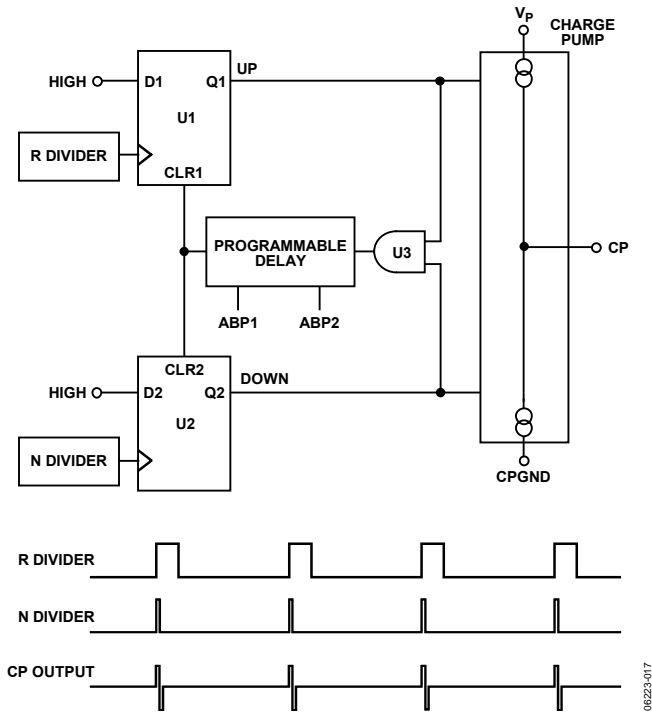 VP
CHARGE
PUMP
HIGH
D1
Q1
UP
U1
R DIVIDER
CLR1
PROGRAMMABLE
DELAY
U3
CP
ABP1
ABP2
CLR2
HIGH
D2
Q2
DOWN
U2
N DIVIDER
CPGND
R DIVIDER
N DIVIDER
CP OUTPUT
06223-017